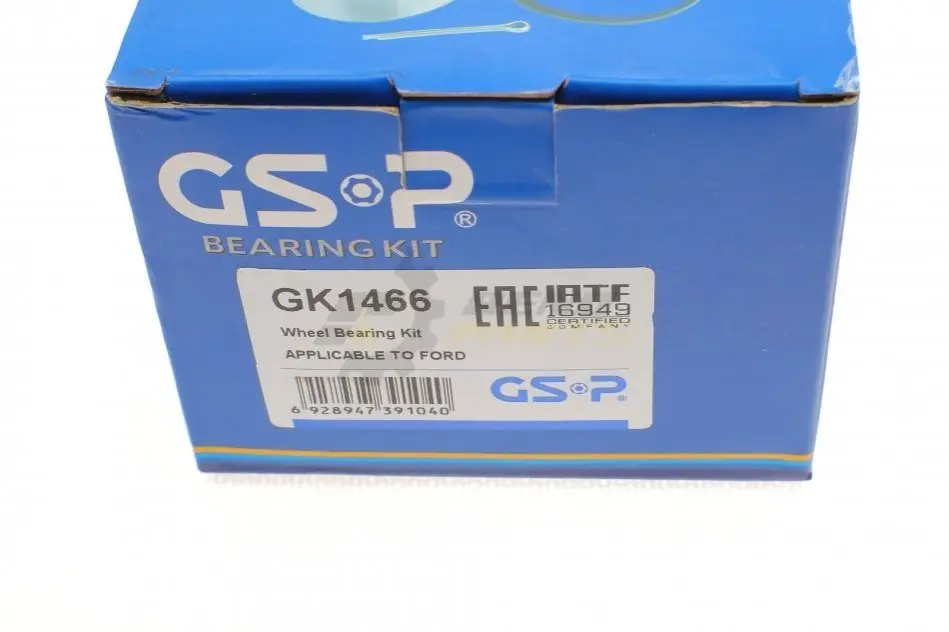 GS·P®
BEARING KIT
GK1466
EAC
IATF
16949
CERTIFIED
COMPANY
Wheel Bearing Kit
APPLICABLE TO FORD
6 928947 391040
GS·P®